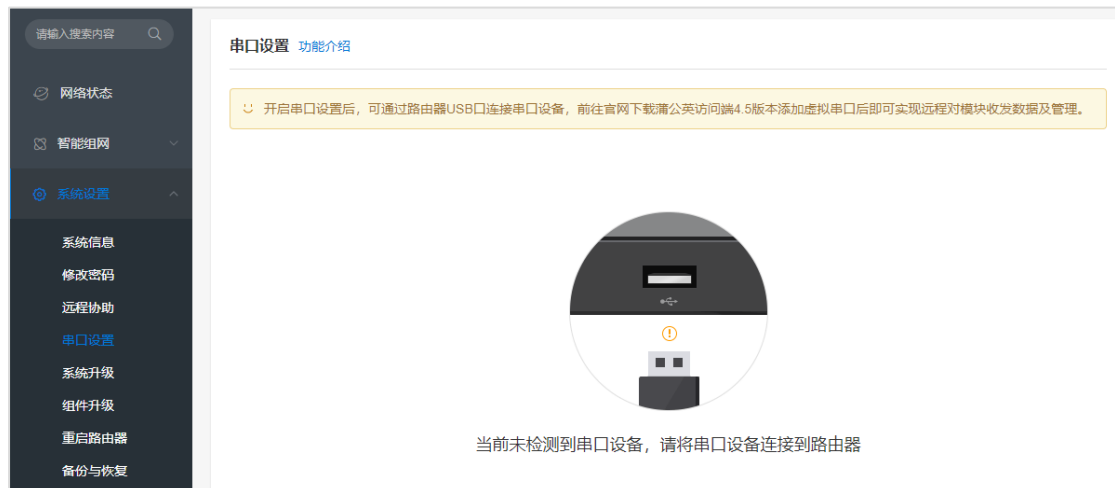 请输入搜索内容
网络状态
智能组网
系统设置
系统信息
修改密码
远程协助
串口设置
系统升级
组件升级
重启路由器
备份与恢复
串口设置 功能介绍
开启串口设置后，可通过路由器USB口连接串口设备，前往官网下载蒲公英访问端4.5版本添加虚拟串口后即可实现远程对模块收发数据及管理。
当前未检测到串口设备，请将串口设备连接到路由器